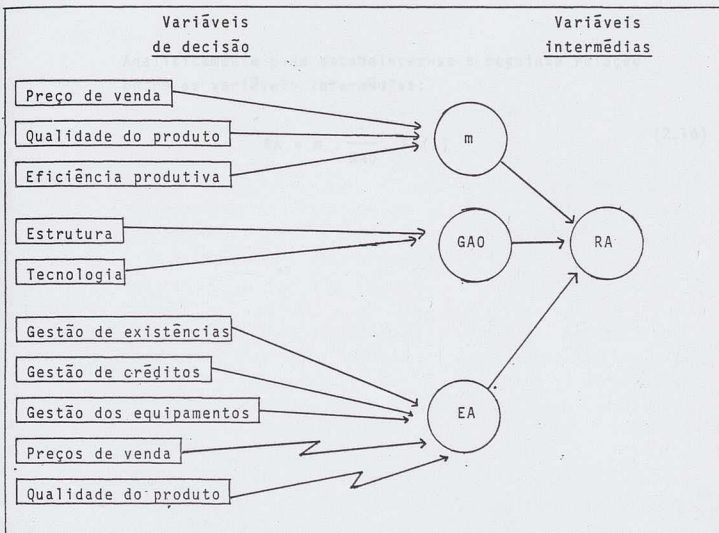 Variáveis
de decisão
Variáveis
intermédias
Preço de venda
Qualidade do produto
Eficiência produtiva
m
Estrutura
Tecnologia
GAO
RA
Gestão de existências
Gestão de créditos
Gestão dos equipamentos
Preços de venda
Qualidade do produto
EA